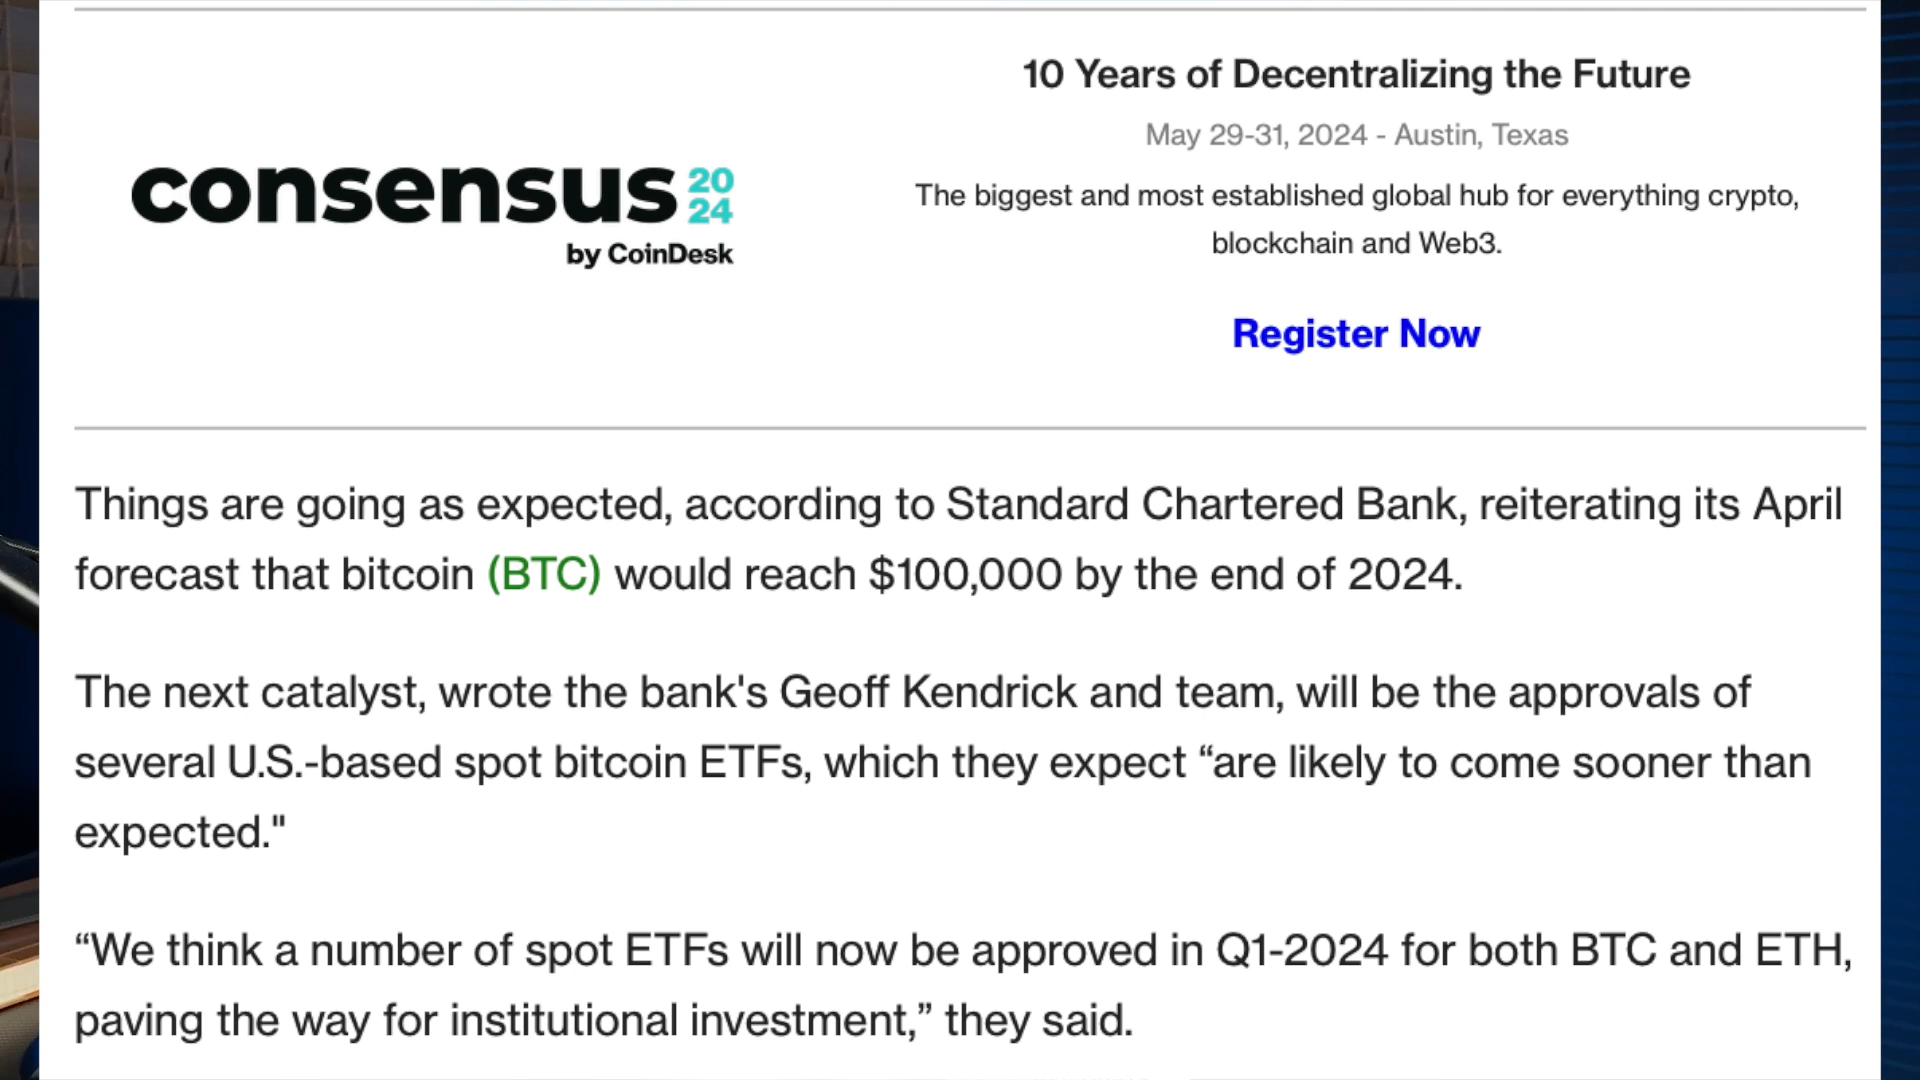 consensus 20
24
by CoinDesk
10 Years of Decentralizing the Future
May 29-31, 2024 - Austin, Texas
The biggest and most established global hub for everything crypto,
blockchain and Web3.
Register Now
Things are going as expected, according to Standard Chartered Bank, reiterating its April
forecast that bitcoin (BTC) would reach $100,000 by the end of 2024.
The next catalyst, wrote the bank's Geoff Kendrick and team, will be the approvals of
several U.S.-based spot bitcoin ETFs, which they expect “are likely to come sooner than
expected."
“We think a number of spot ETFs will now be approved in Q1-2024 for both BTC and ETH,
paving the way for institutional investment,” they said.